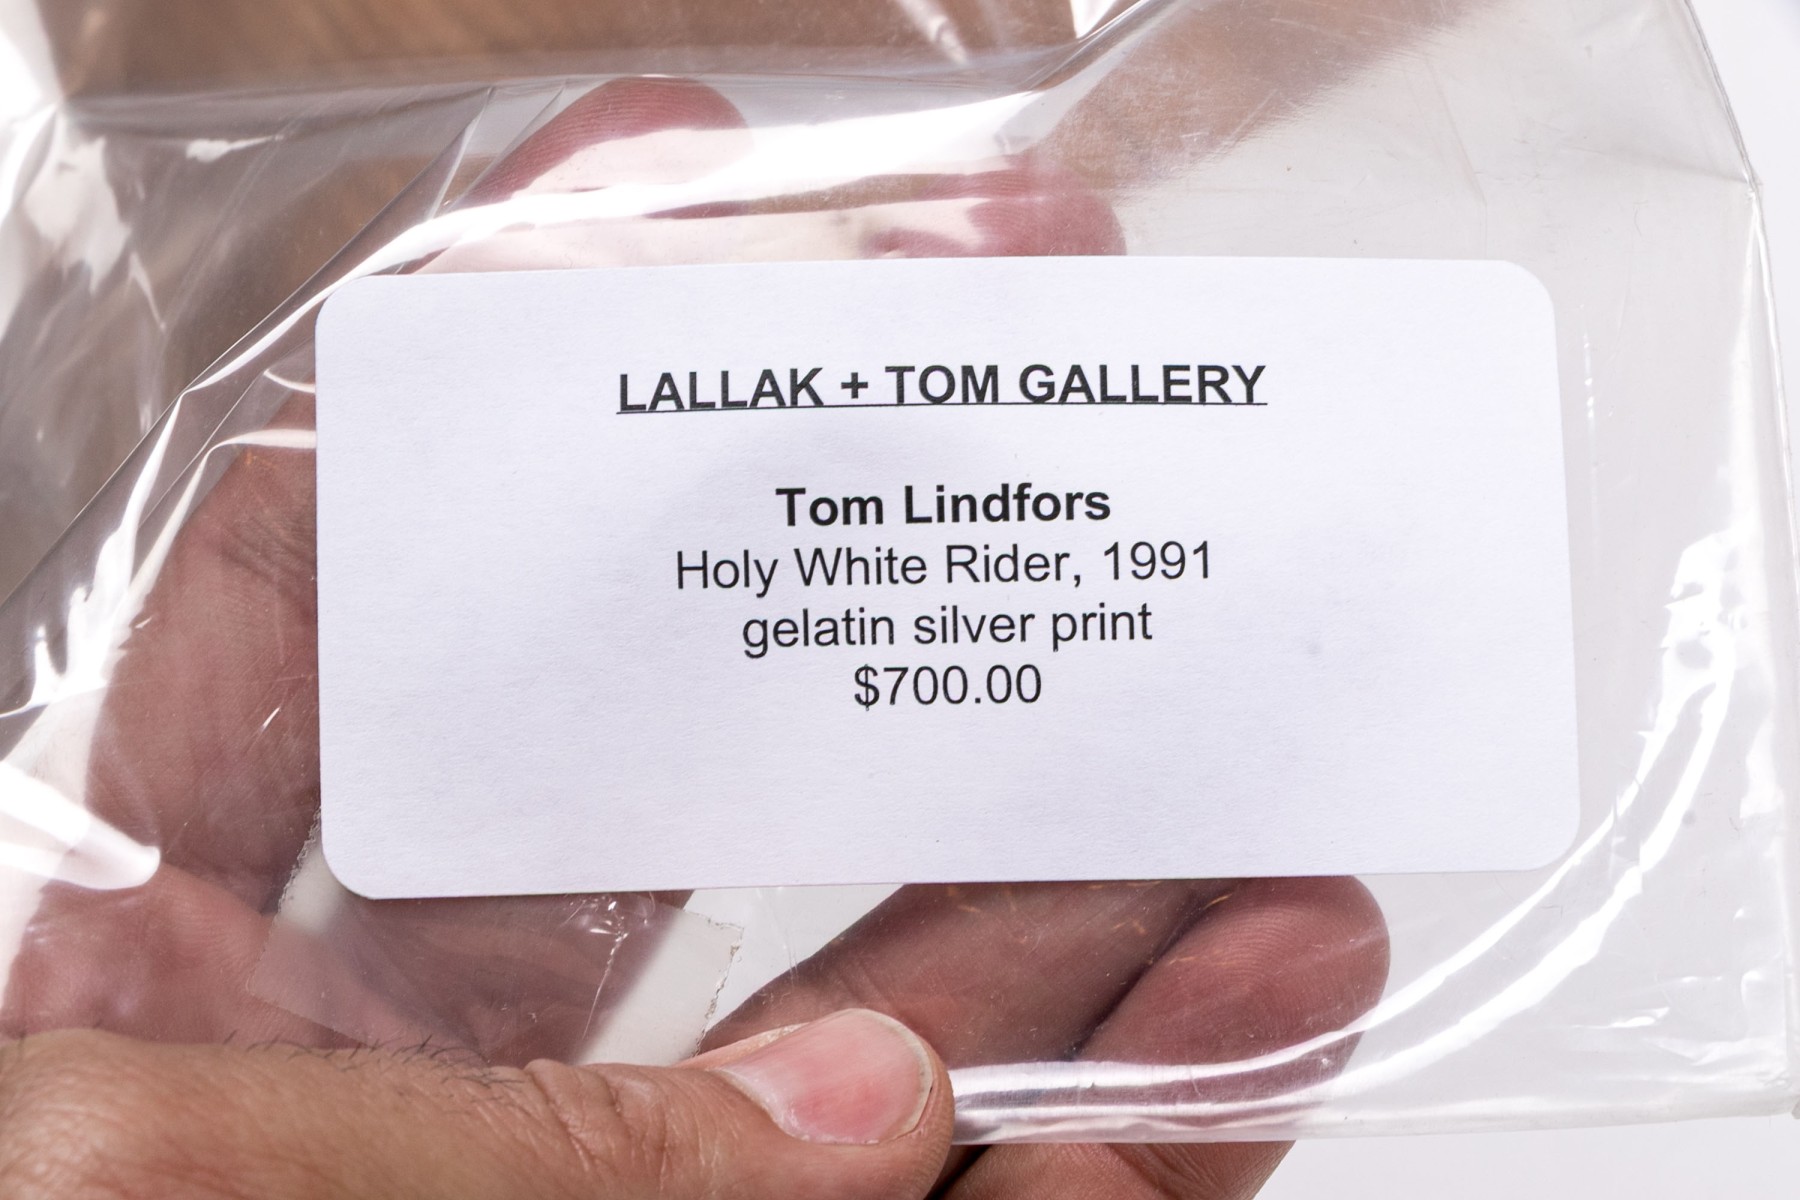 LALLAK + TOM GALLERY
Tom Lindfors
Holy White Rider, 1991
gelatin silver print
$700.00